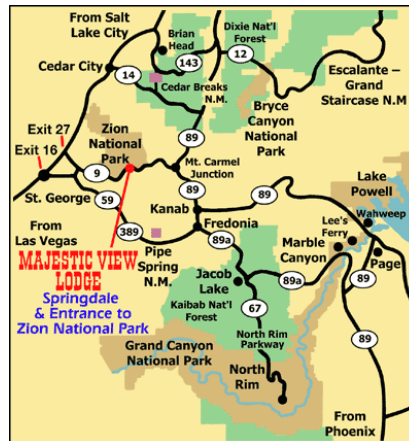 From Salt
Lake City
Brian
Head
Dixie Nat'l
Forest
143
12
Cedar City
14
Cedar Breaks
N.M.
Escalante –
Grand
Staircase N.M
Bryce
Canyon
National
Park
Exit 27
Exit 16
Zion
National
Park
89
Mt. Carmel
Junction
9
St. George
59
89
89
Lake
Powell
Kanab
Wahweep
From
Las Vegas
389
Fredonia
Lee's
Ferry
89a
Marble
Canyon
MAJESTIC VIEW
LODGE
Pipe
Spring
N.M.
Page
Springdale
& Entrance to
Zion National Park
Jacob
Lake
89a
Kaibab Nat'l
Forest
67
89
North Rim
Parkway
89
Grand Canyon
National Park
North
Rim
From
Phoenix